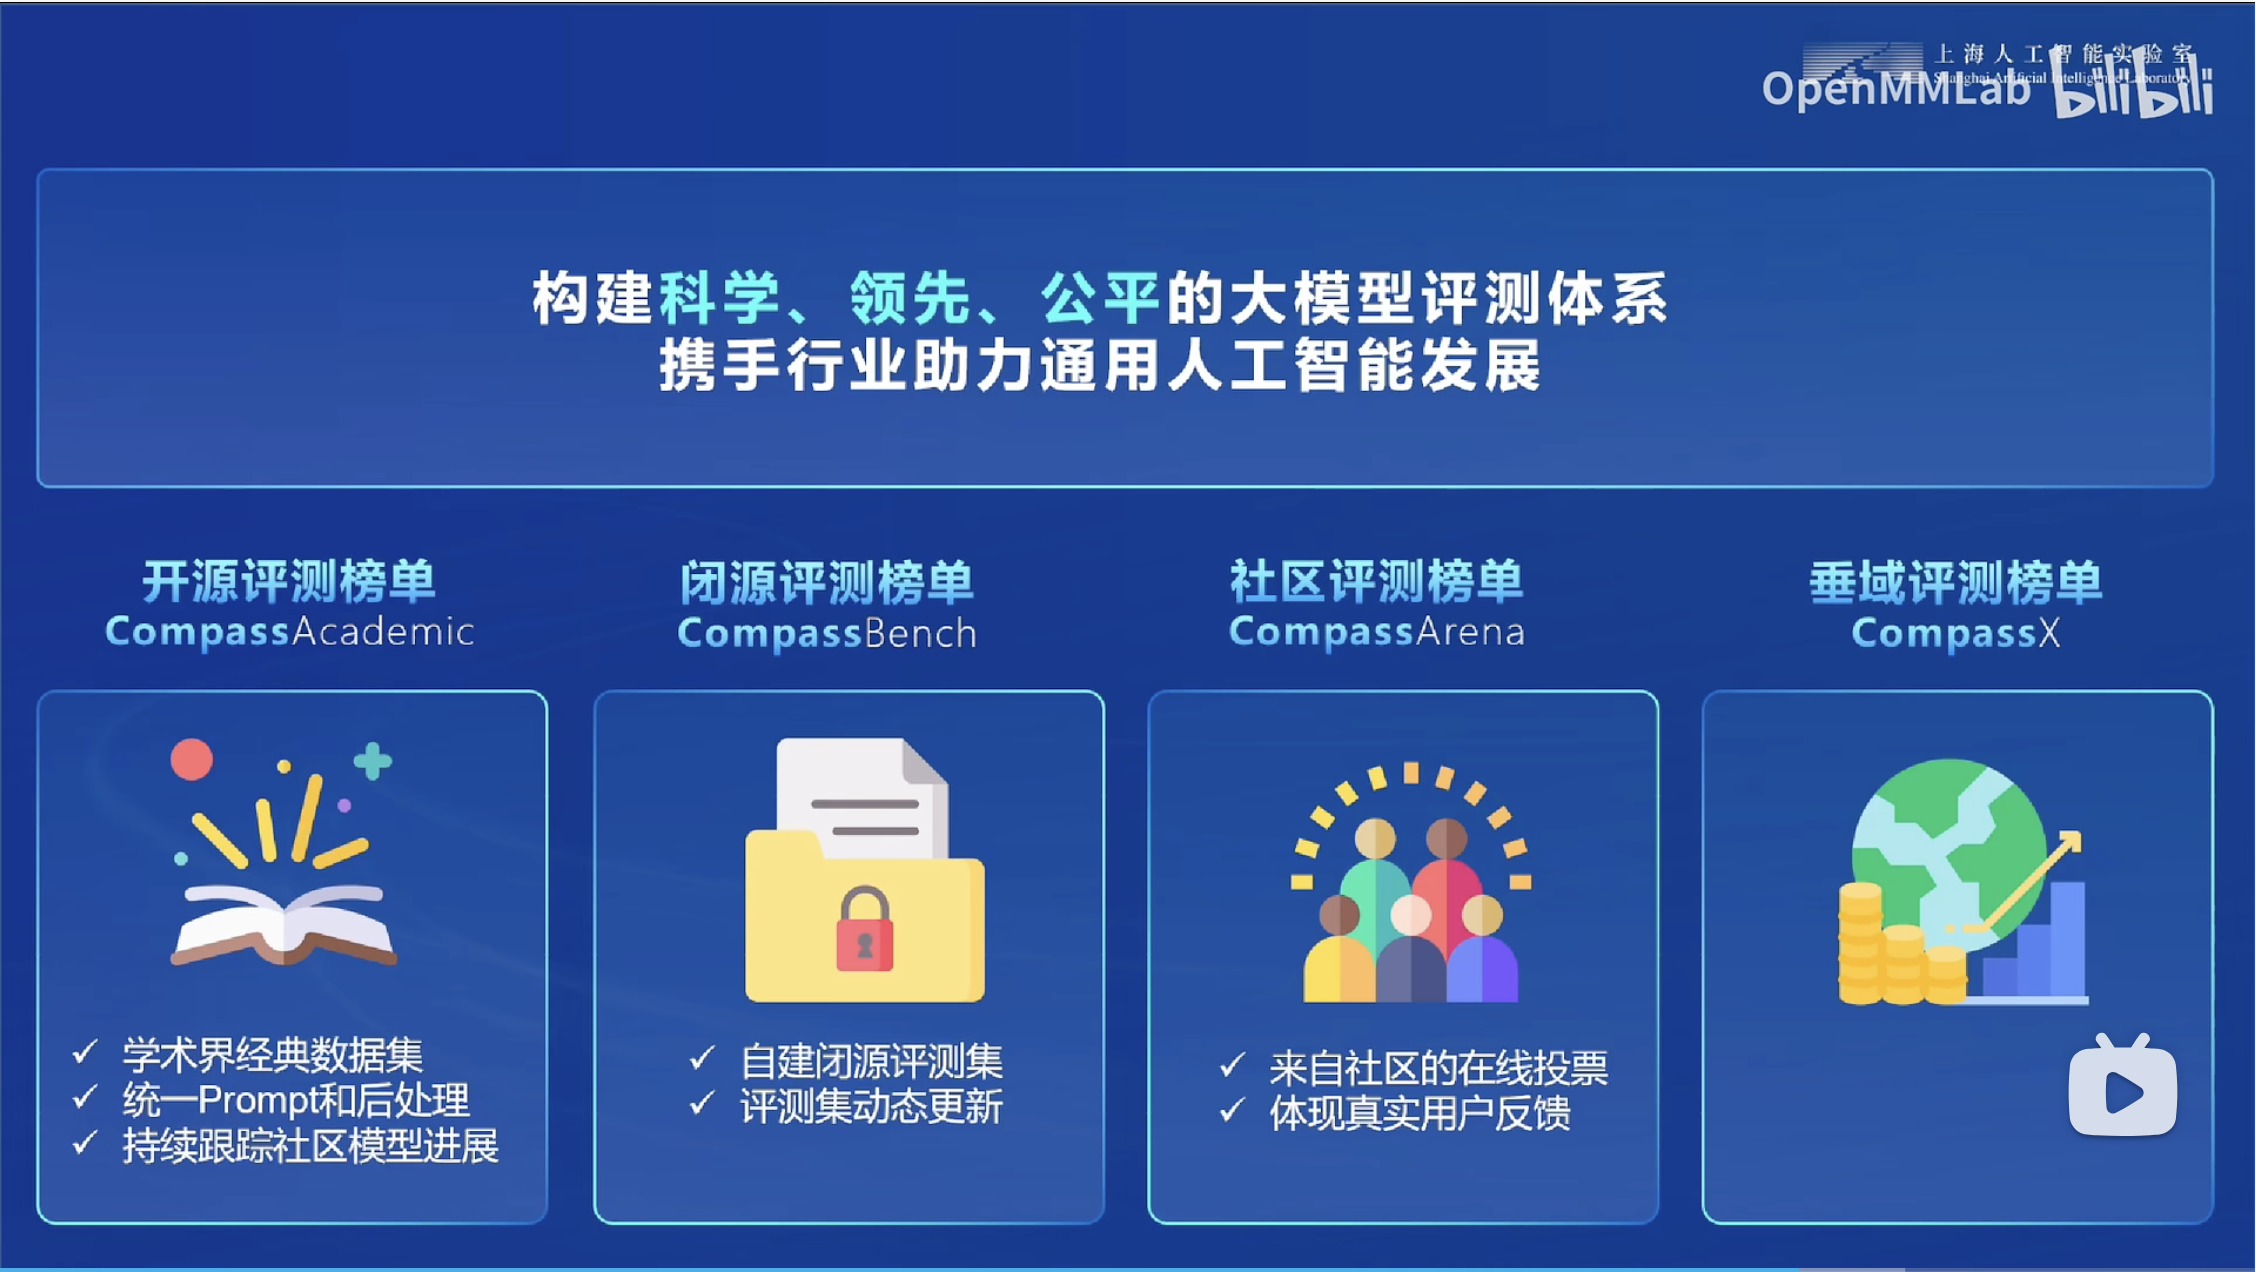 上海人工智能实验室
Shanghai Artificial Intelligence Laboratory
OpenMMLab bilibili
构建科学、领先、公平的大模型评测体系
携手行业助力通用人工智能发展
开源评测榜单
CompassAcademic
✓ 学术界经典数据集
✓ 统一Prompt和后处理
✓ 持续跟踪社区模型进展
闭源评测榜单
CompassBench
✓ 自建闭源评测集
✓ 评测集动态更新
社区评测榜单
CompassArena
✓ 来自社区的在线投票
✓ 体现真实用户反馈
垂域评测榜单
CompassX